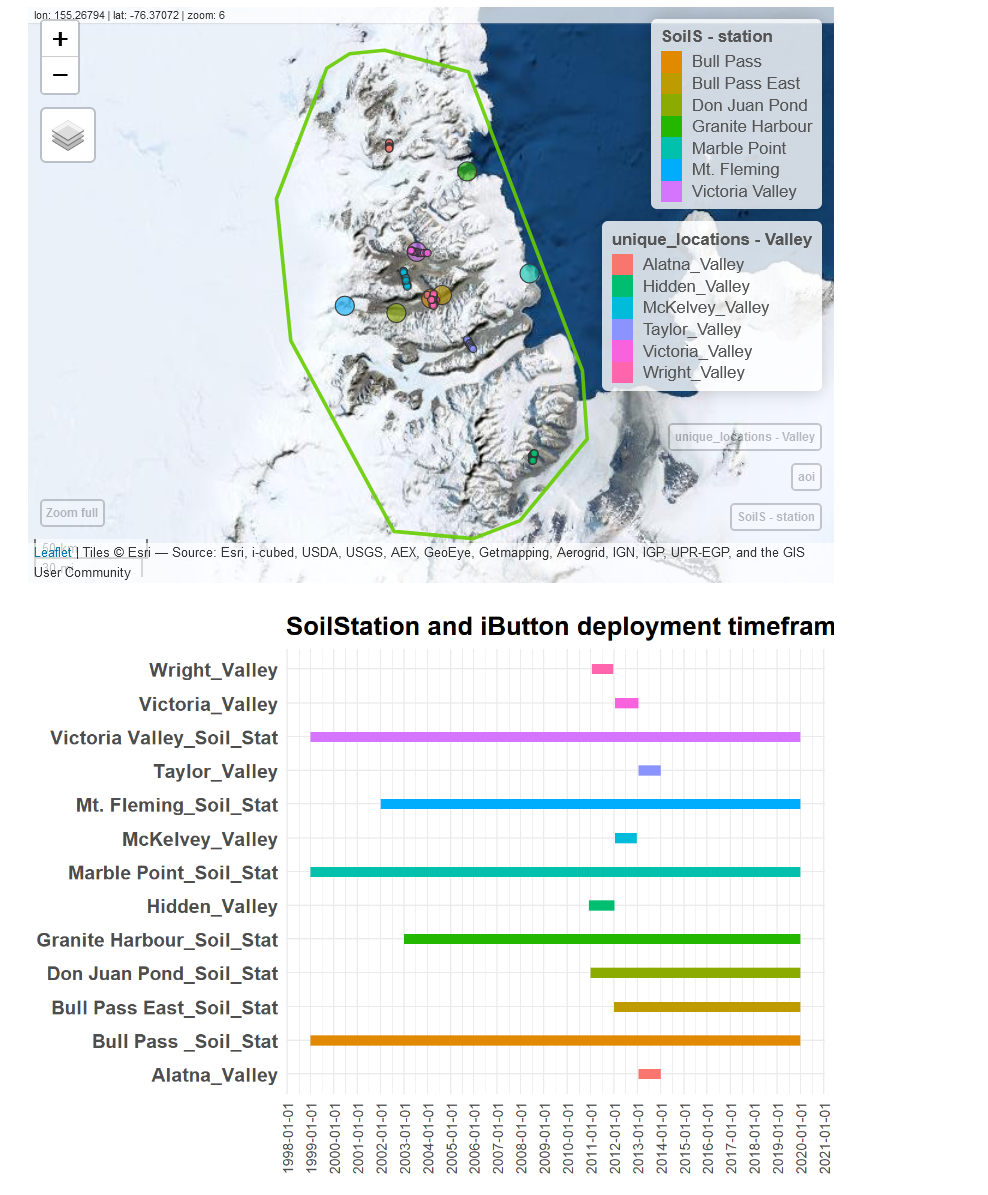 lon: 155.26794 | lat: -76.37072 | zoom: 6
+
−
SoilS - station
Bull Pass
Bull Pass East
Don Juan Pond
Granite Harbour
Marble Point
Mt. Fleming
Victoria Valley
unique_locations - Valley
Alatna_Valley
Hidden_Valley
McKelvey_Valley
Taylor_Valley
Victoria_Valley
Wright_Valley
unique_locations - Valley
aoi
SoilS - station
Zoom full
50 km
30 mi
Leaflet | Tiles © Esri — Source: Esri, i-cubed, USDA, USGS, AEX, GeoEye, Getmapping, Aerogrid, IGN, IGP, UPR-EGP, and the GIS
User Community
SoilStation and iButton deployment timefram
Wright_Valley
Victoria_Valley
Victoria Valley_Soil_Stat
Taylor_Valley
Mt. Fleming_Soil_Stat
McKelvey_Valley
Marble Point_Soil_Stat
Hidden_Valley
Granite Harbour_Soil_Stat
Don Juan Pond_Soil_Stat
Bull Pass East_Soil_Stat
Bull Pass _Soil_Stat
Alatna_Valley
1998-01-01
1999-01-01
2000-01-01
2001-01-01
2002-01-01
2003-01-01
2004-01-01
2005-01-01
2006-01-01
2007-01-01
2008-01-01
2009-01-01
2010-01-01
2011-01-01
2012-01-01
2013-01-01
2014-01-01
2015-01-01
2016-01-01
2017-01-01
2018-01-01
2019-01-01
2020-01-01
2021-01-01